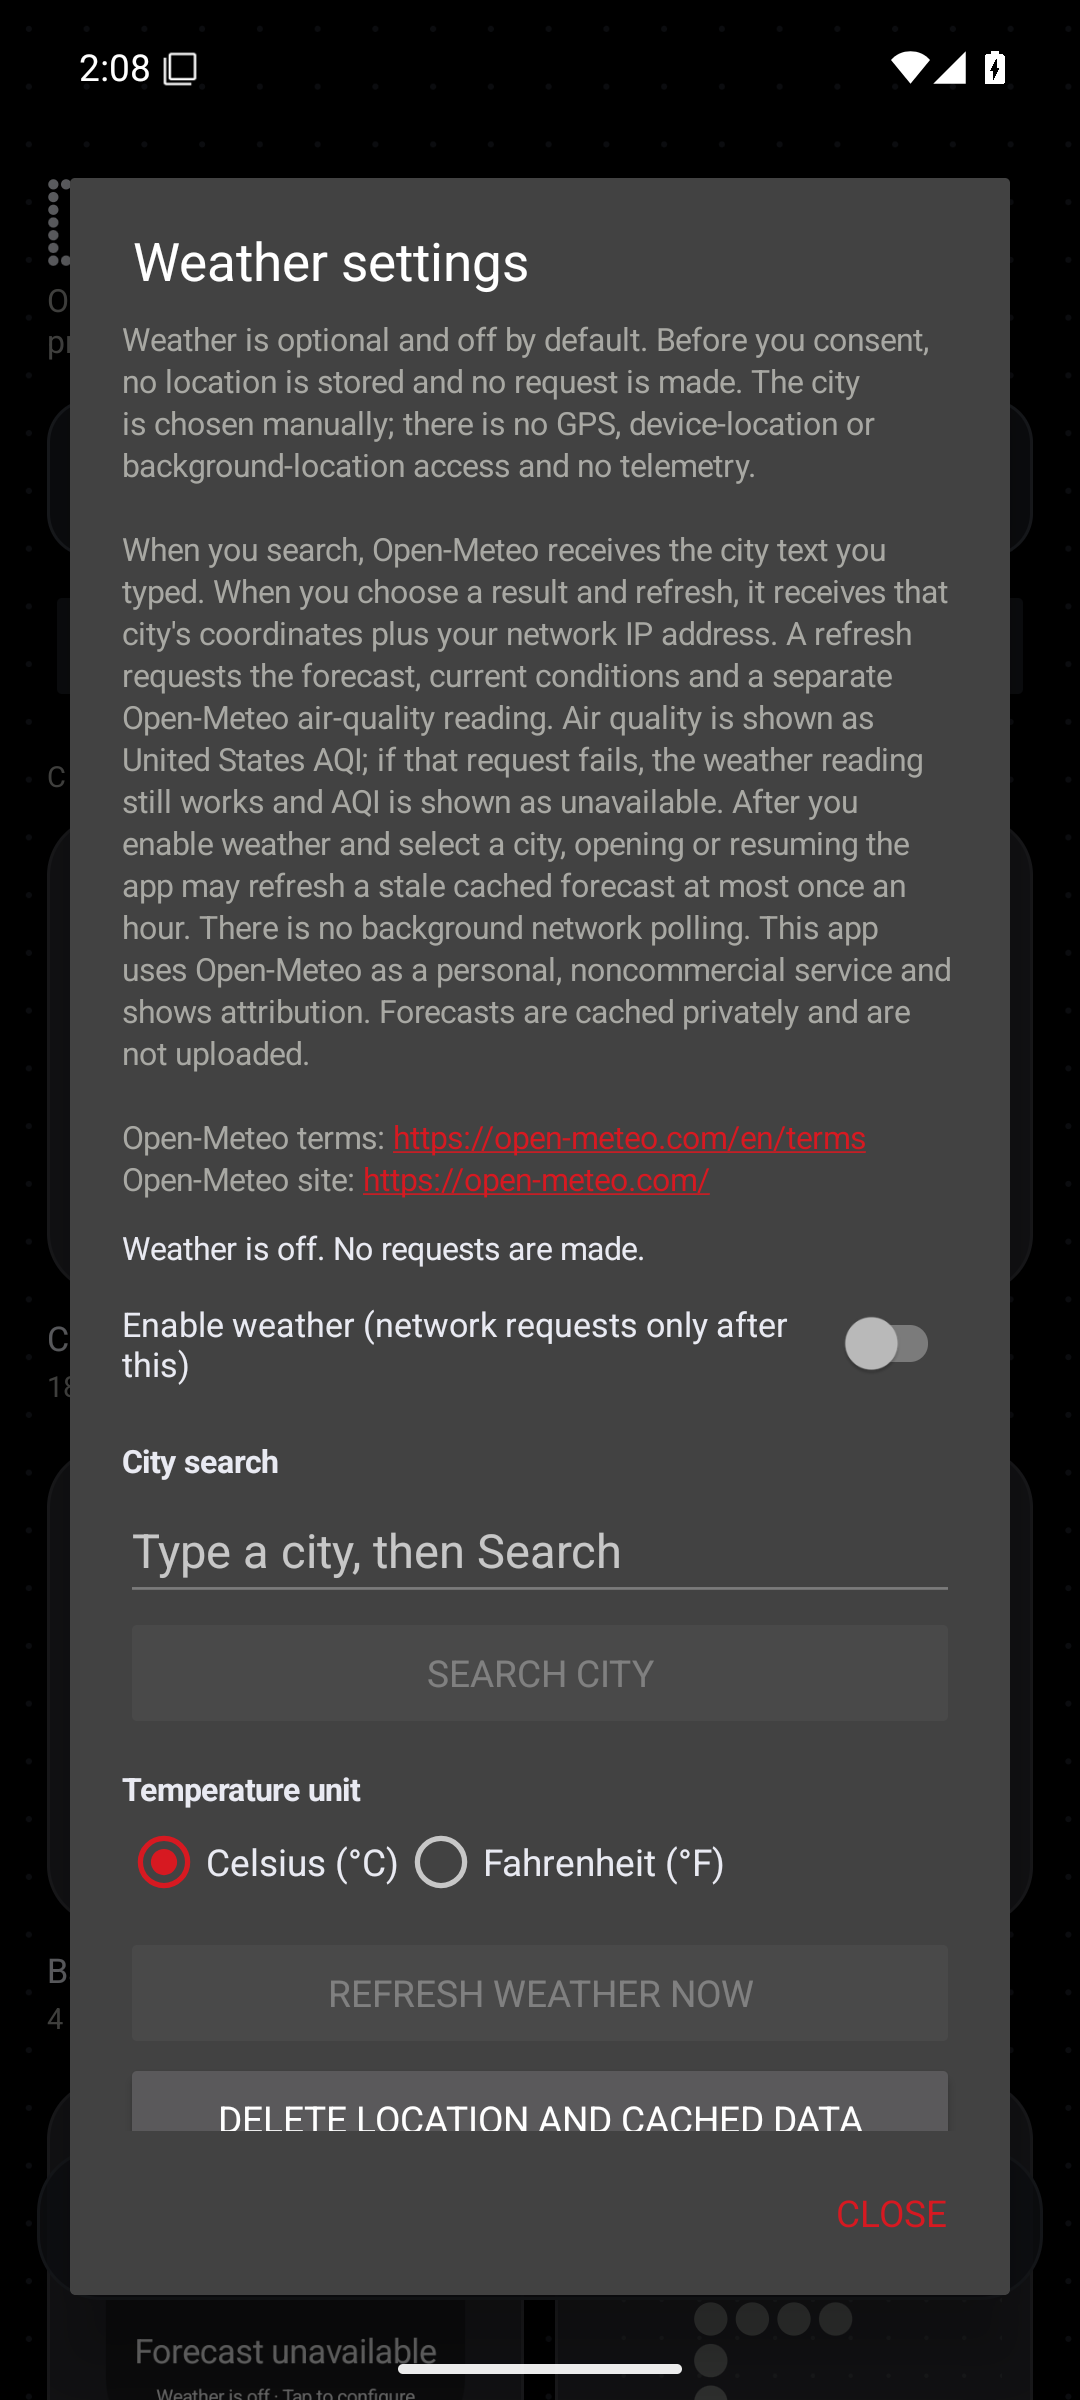 2:08
Weather settings
Weather is optional and off by default. Before you consent,
no location is stored and no request is made. The city
is chosen manually; there is no GPS, device-location or
background-location access and no telemetry.
When you search, Open-Meteo receives the city text you
typed. When you choose a result and refresh, it receives that
city's coordinates plus your network IP address. A refresh
requests the forecast, current conditions and a separate
Open-Meteo air-quality reading. Air quality is shown as
United States AQI; if that request fails, the weather reading
still works and AQI is shown as unavailable. After you
enable weather and select a city, opening or resuming the
app may refresh a stale cached forecast at most once an
hour. There is no background network polling. This app
uses Open-Meteo as a personal, noncommercial service and
shows attribution. Forecasts are cached privately and are
not uploaded.
Open-Meteo terms: https://open-meteo.com/en/terms
Open-Meteo site: https://open-meteo.com/
Weather is off. No requests are made.
Enable weather (network requests only after
this)
City search
Type a city, then Search
SEARCH CITY
Temperature unit
Celsius (°C) Fahrenheit (°F)
REFRESH WEATHER NOW
DELETE LOCATION AND CACHED DATA
CLOSE
Forecast unavailable
Weather is off · Tap to configure